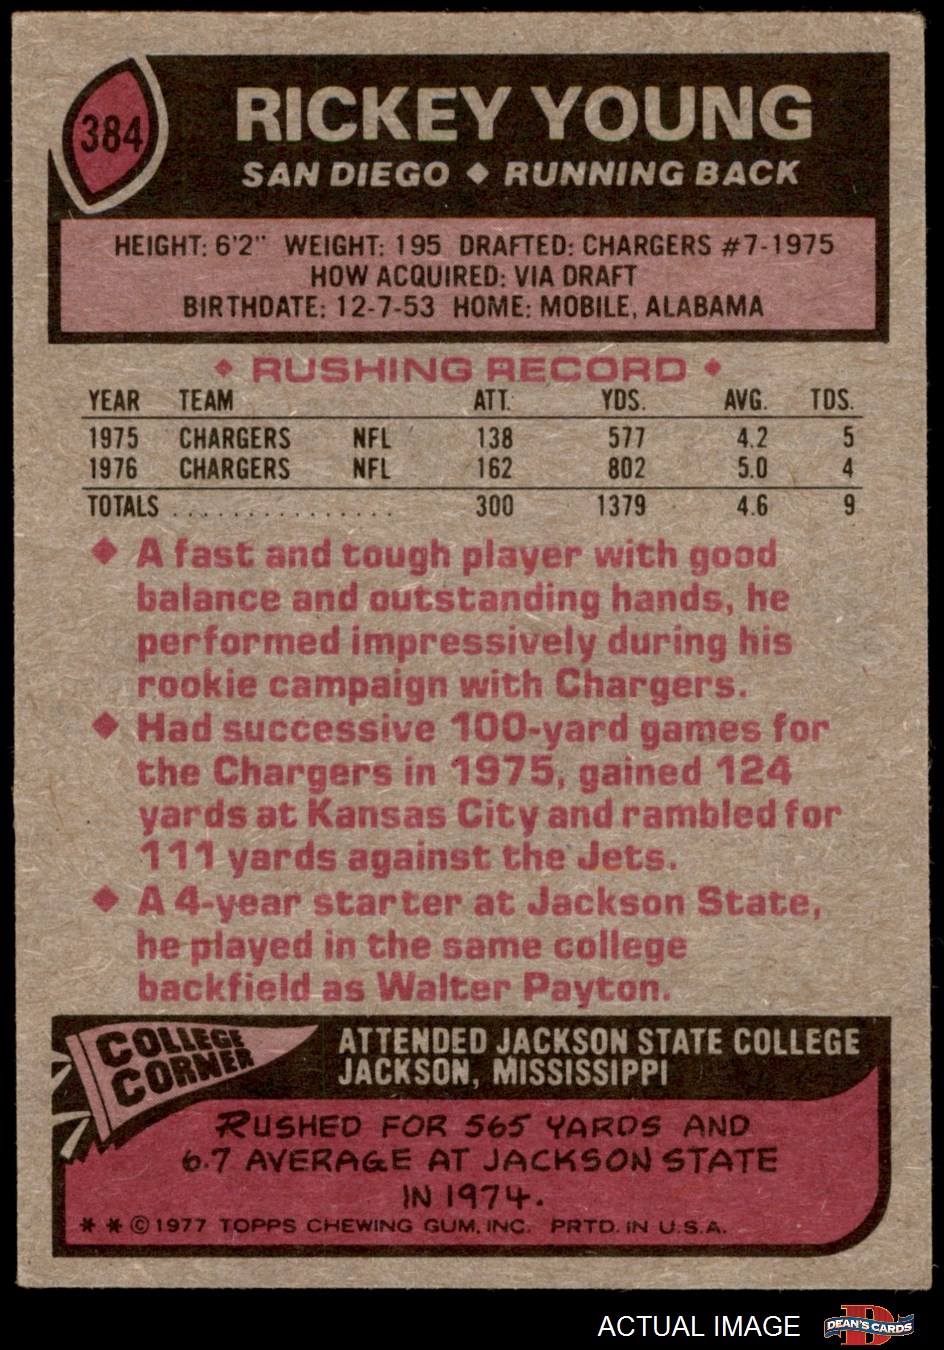 384
RICKEY YOUNG
SAN DIEGO ◆ RUNNING BACK
HEIGHT: 6'2" WEIGHT: 195 DRAFTED: CHARGERS #7-1975
HOW ACQUIRED: VIA DRAFT
BIRTHDATE: 12-7-53 HOME: MOBILE, ALABAMA
◆ RUSHING RECORD ◆
YEAR TEAM ATT. YDS. AVG. TDS.
1975 CHARGERS NFL 138 577 4.2 5
1976 CHARGERS NFL 162 802 5.0 4
TOTALS . . . . . . . . . . . . . . . 300 1379 4.6 9
◆ A fast and tough player with good
balance and outstanding hands, he
performed impressively during his
rookie campaign with Chargers.
◆ Had successive 100-yard games for
the Chargers in 1975, gained 124
yards at Kansas City and rambled for
111 yards against the Jets.
◆ A 4-year starter at Jackson State,
he played in the same college
backfield as Walter Payton.
COLLEGE
CORNER
ATTENDED JACKSON STATE COLLEGE
JACKSON, MISSISSIPPI
RUSHED FOR 565 YARDS AND
6.7 AVERAGE AT JACKSON STATE
IN 1974.
* * © 1977 TOPPS CHEWING GUM, INC. PRTD. IN U.S.A.
ACTUAL IMAGE
D
DEAN'S CARDS